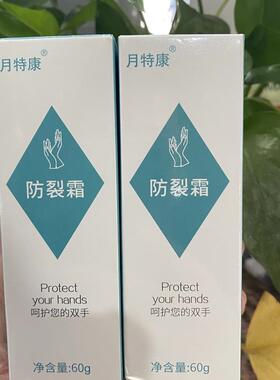 月特康®
防裂霜
Protect
your hands
呵护您的双手
净含量:60g
月特康®
防裂霜
Protect
your hands
呵护您的双手
净含量:60g